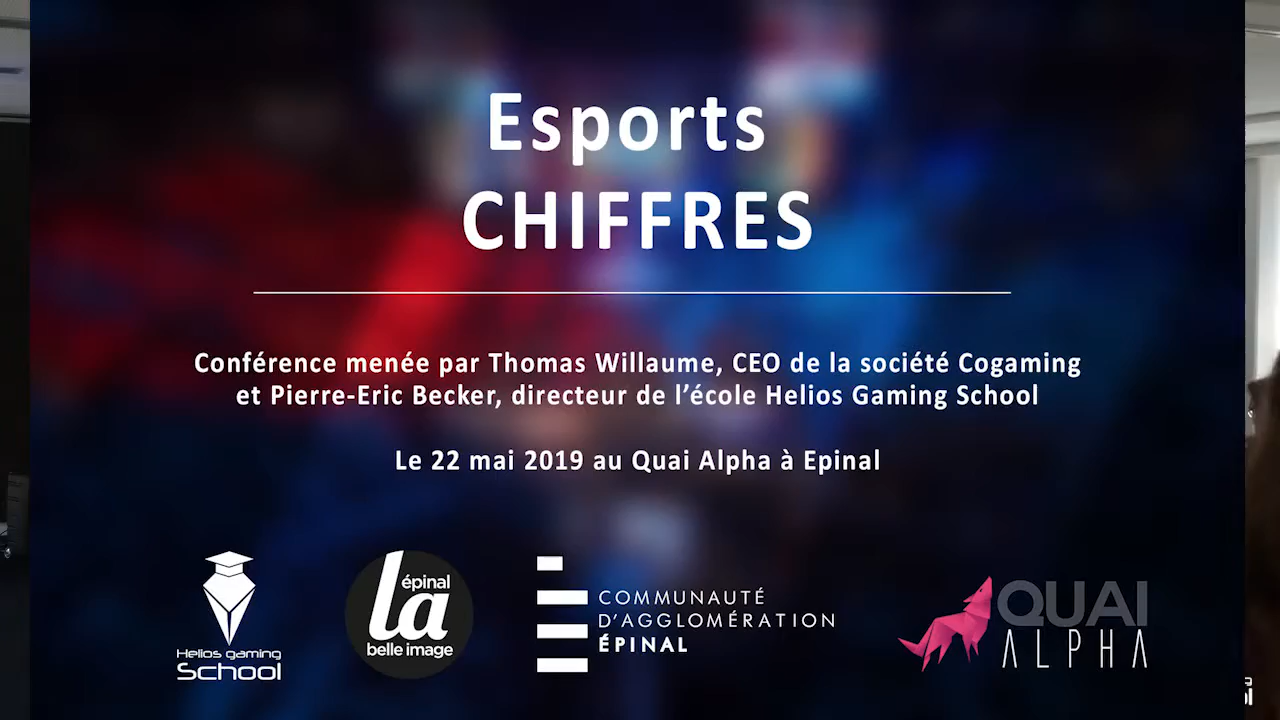 Esports
CHIFFRES
Conférence menée par Thomas Willaume, CEO de la société Cogaming
et Pierre-Eric Becker, directeur de l’école Helios Gaming School
Le 22 mai 2019 au Quai Alpha à Epinal
Helios gaming
School
la
épinal
belle image
COMMUNAUTÉ
D’AGGLOMÉRATION
ÉPINAL
QUAI
ALPHA